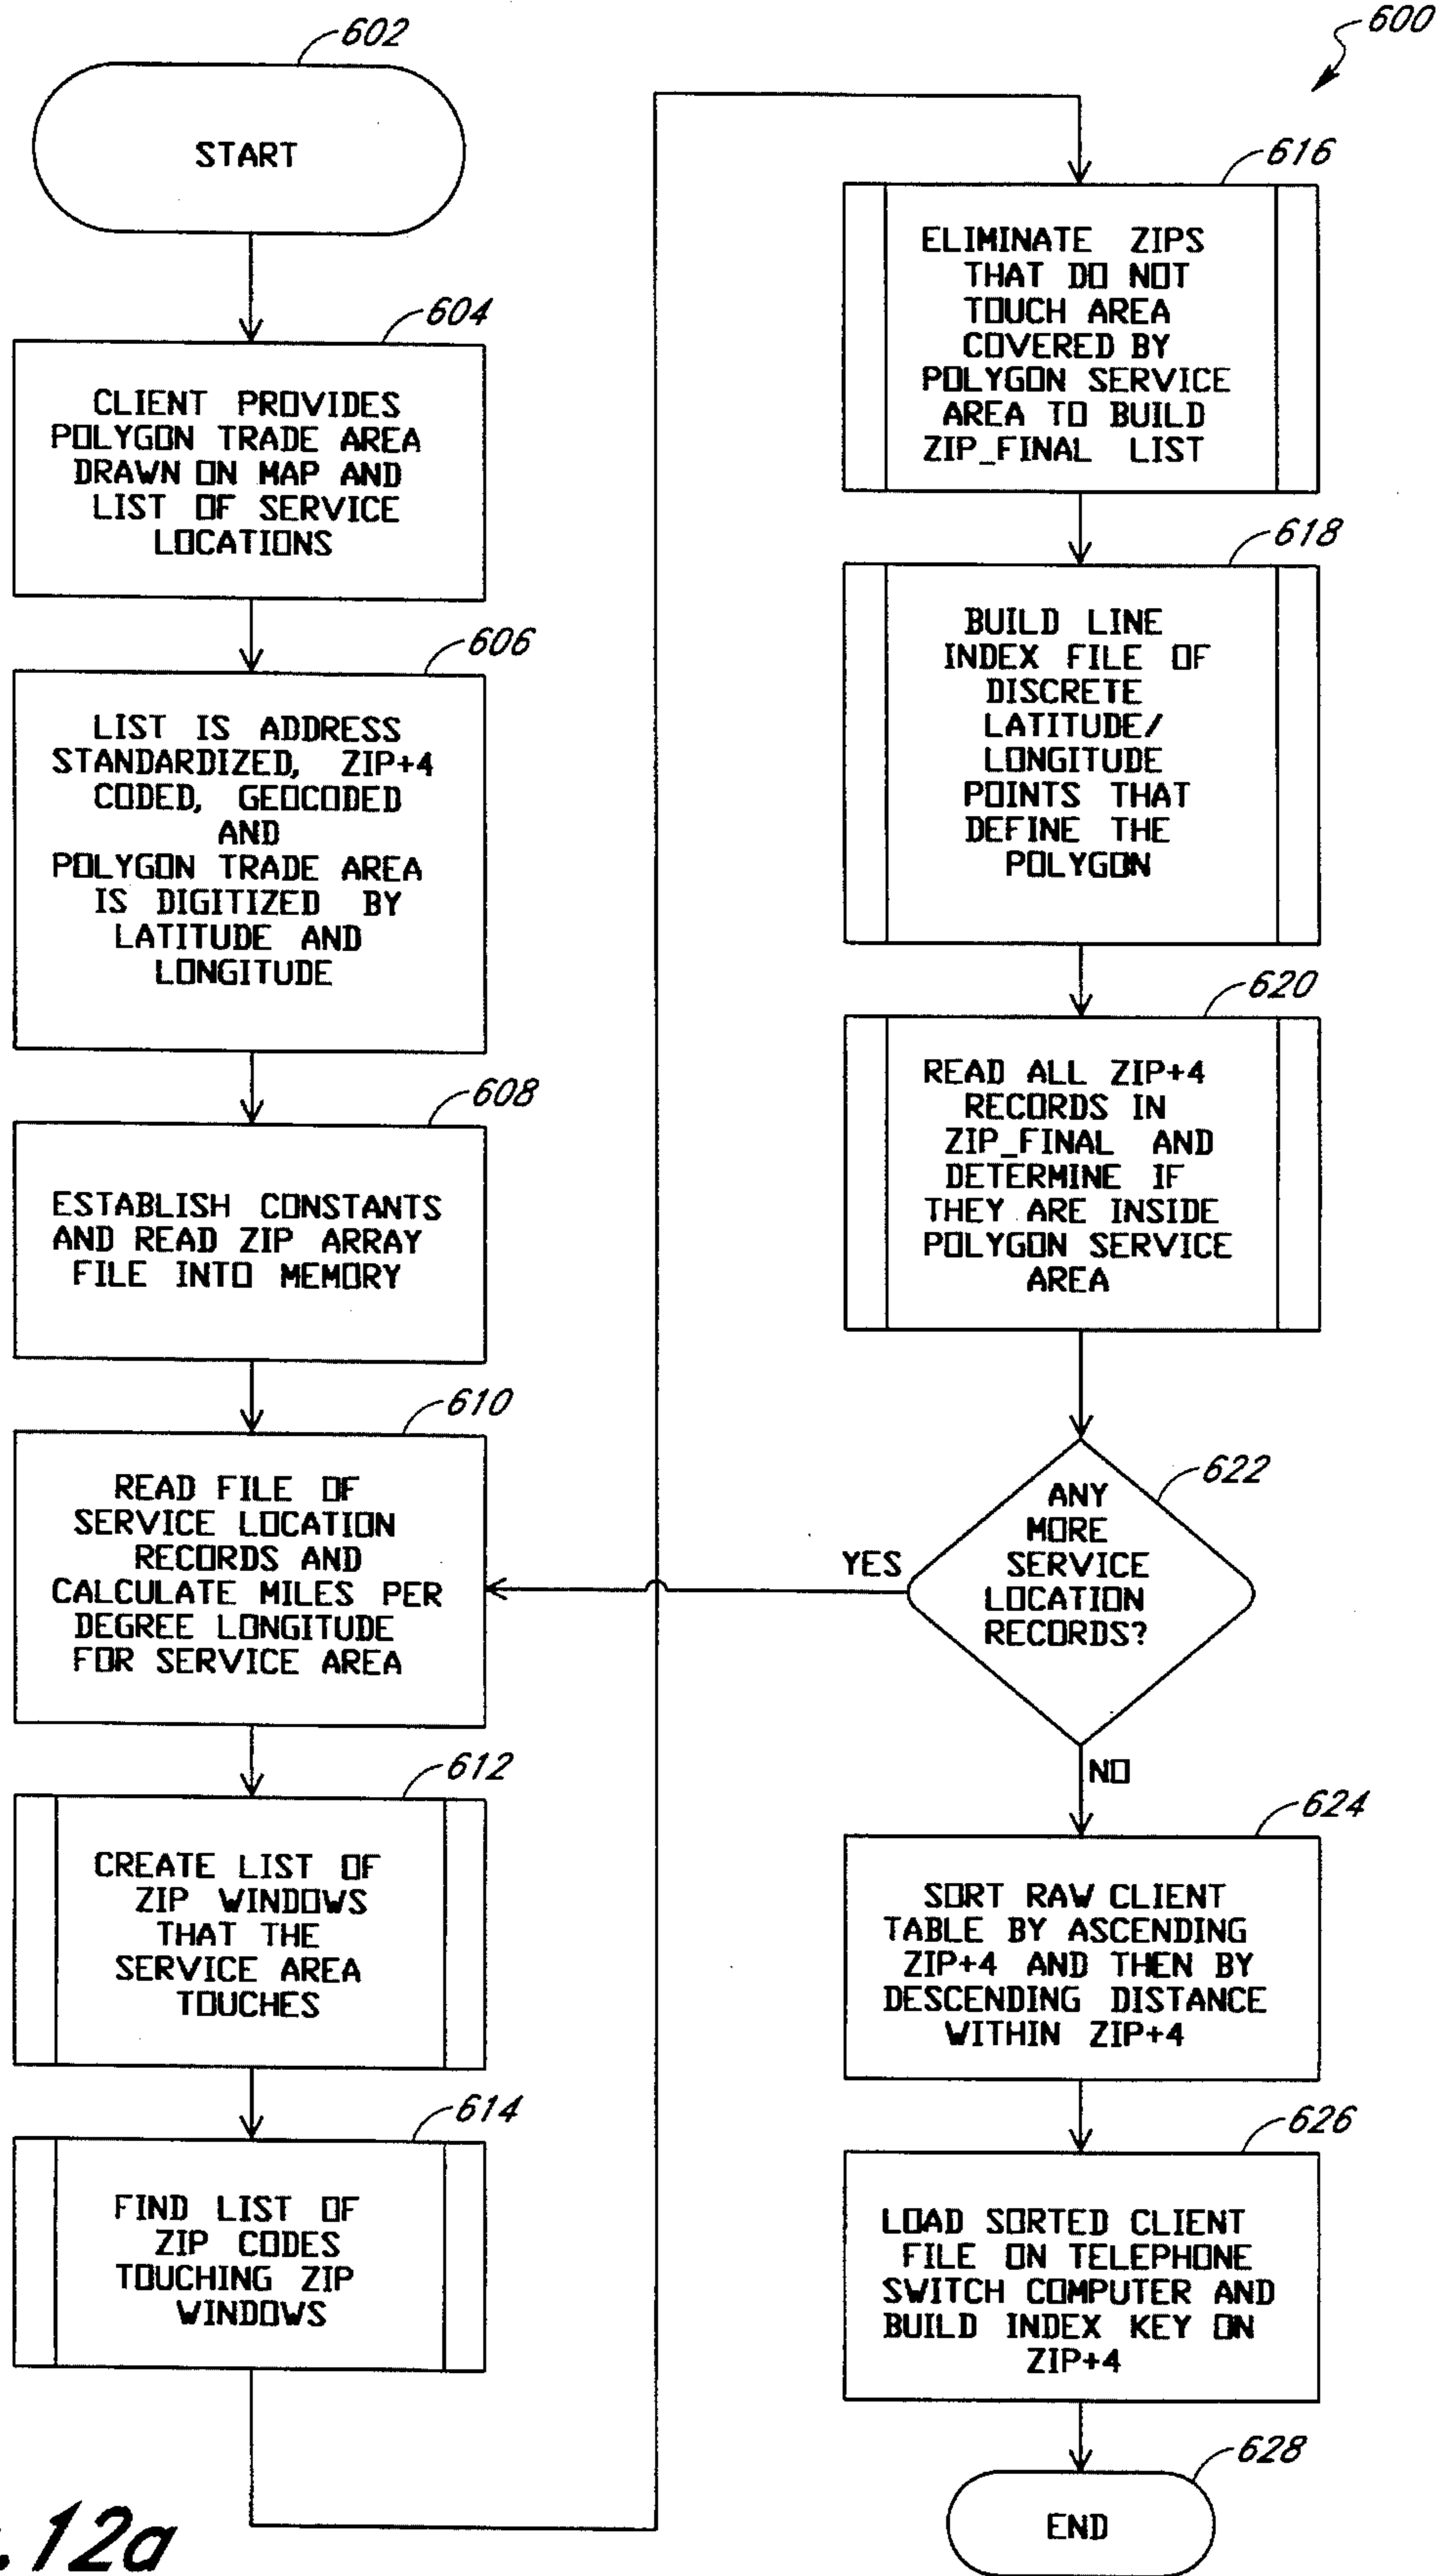 600
602
START
604
CLIENT PROVIDES
POLYGON TRADE AREA
DRAWN ON MAP AND
LIST OF SERVICE
LOCATIONS
606
LIST IS ADDRESS
STANDARDIZED, ZIP+4
CODED, GEOCODED
AND
POLYGON TRADE AREA
IS DIGITIZED BY
LATITUDE AND
LONGITUDE
608
ESTABLISH CONSTANTS
AND READ ZIP ARRAY
FILE INTO MEMORY
610
READ FILE OF
SERVICE LOCATION
RECORDS AND
CALCULATE MILES PER
DEGREE LONGITUDE
FOR SERVICE AREA
612
CREATE LIST OF
ZIP WINDOWS
THAT THE
SERVICE AREA
TOUCHES
614
FIND LIST OF
ZIP CODES
TOUCHING ZIP
WINDOWS
616
ELIMINATE ZIPS
THAT DO NOT
TOUCH AREA
COVERED BY
POLYGON SERVICE
AREA TO BUILD
ZIP_FINAL LIST
618
BUILD LINE
INDEX FILE OF
DISCRETE
LATITUDE/
LONGITUDE
POINTS THAT
DEFINE THE
POLYGON
620
READ ALL ZIP+4
RECORDS IN
ZIP_FINAL AND
DETERMINE IF
THEY ARE INSIDE
POLYGON SERVICE
AREA
622
ANY
MORE
SERVICE
LOCATION
RECORDS?
YES
NO
624
SORT RAW CLIENT
TABLE BY ASCENDING
ZIP+4 AND THEN BY
DESCENDING DISTANCE
WITHIN ZIP+4
626
LOAD SORTED CLIENT
FILE ON TELEPHONE
SWITCH COMPUTER AND
BUILD INDEX KEY ON
ZIP+4
628
END
. 12a